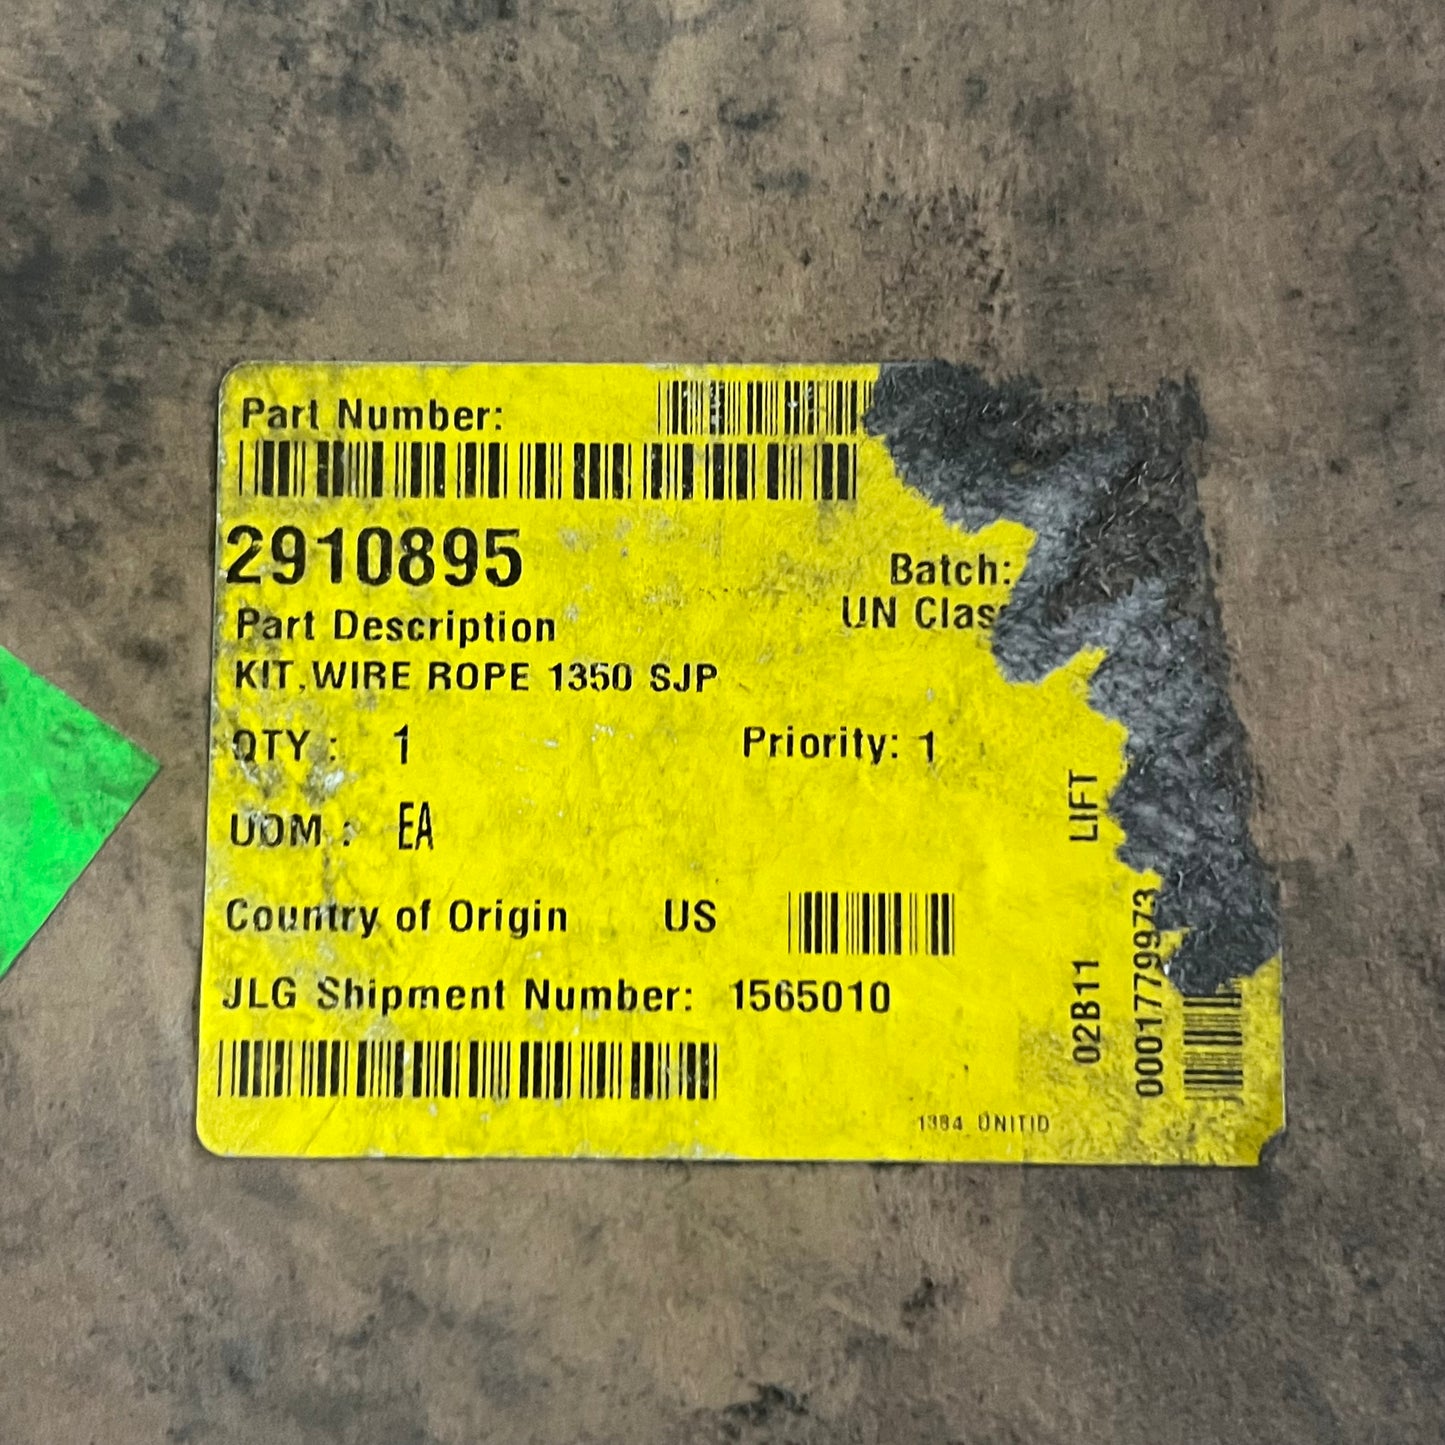 Part Number:
2910895
Batch:
UN Clas
Part Description
KIT,WIRE ROPE 1350 SJP
QTY : 1
Priority: 1
UOM : EA
Country of Origin US
JLG Shipment Number: 1565010
LIFT
02B11
0001779973
1384 UNITID